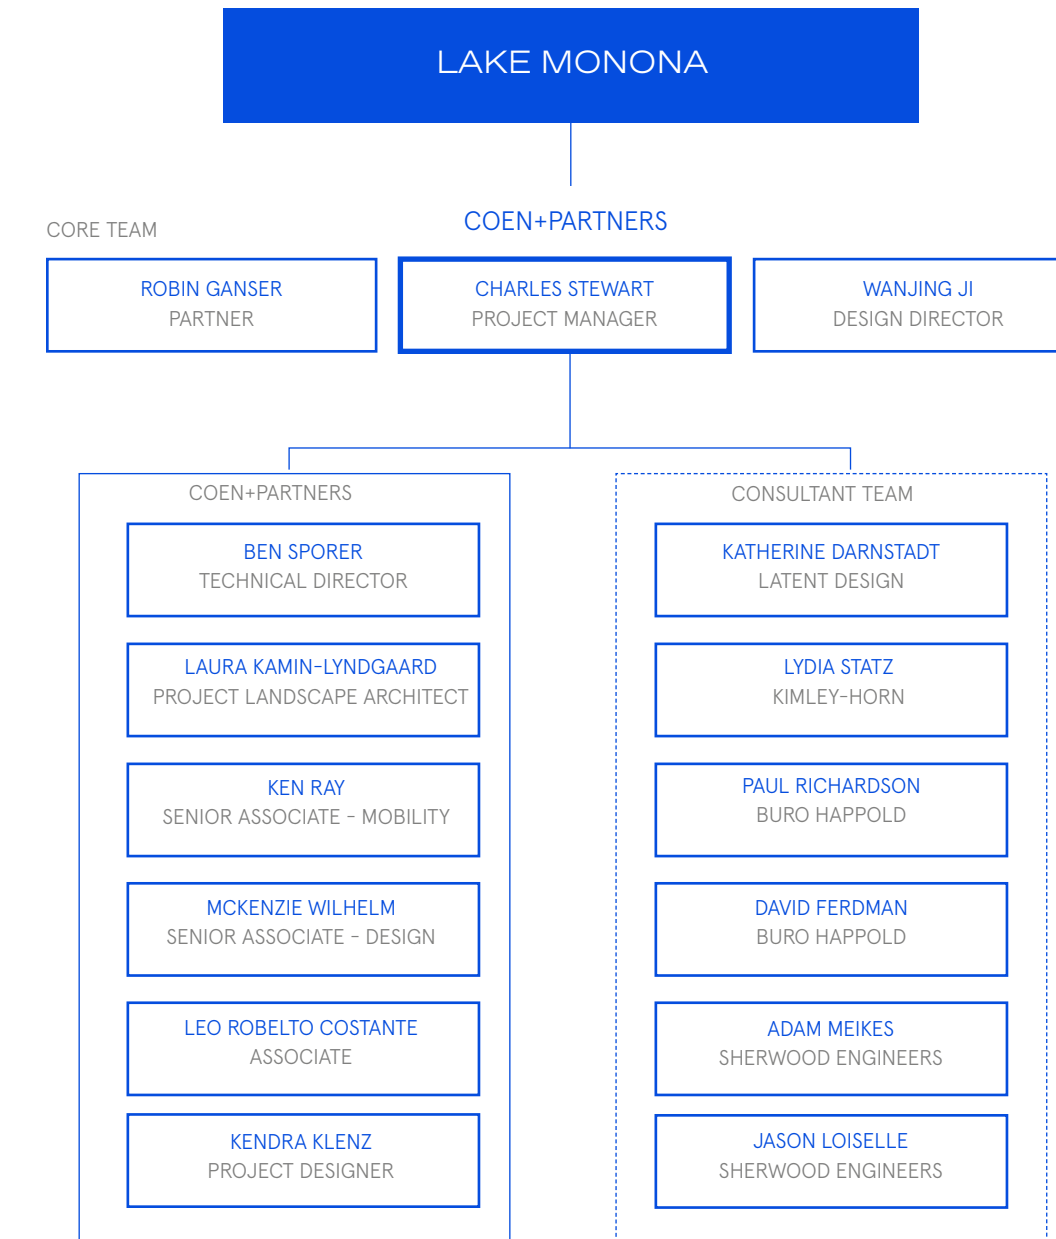 LAKE MONONA
COEN+PARTNERS
CORE TEAM
ROBIN GANSER
PARTNER
CHARLES STEWART
PROJECT MANAGER
WANJING JI
DESIGN DIRECTOR
COEN+PARTNERS
BEN SPORER
TECHNICAL DIRECTOR
LAURA KAMIN-LYNDGAARD
PROJECT LANDSCAPE ARCHITECT
KEN RAY
SENIOR ASSOCIATE - MOBILITY
MCKENZIE WILHELM
SENIOR ASSOCIATE - DESIGN
LEO ROBELTO COSTANTE
ASSOCIATE
KENDRA KLENZ
PROJECT DESIGNER
CONSULTANT TEAM
KATHERINE DARNSTADT
LATENT DESIGN
LYDIA STATZ
KIMLEY-HORN
PAUL RICHARDSON
BURO HAPPOLD
DAVID FERDMAN
BURO HAPPOLD
ADAM MEIKES
SHERWOOD ENGINEERS
JASON LOISELLE
SHERWOOD ENGINEERS